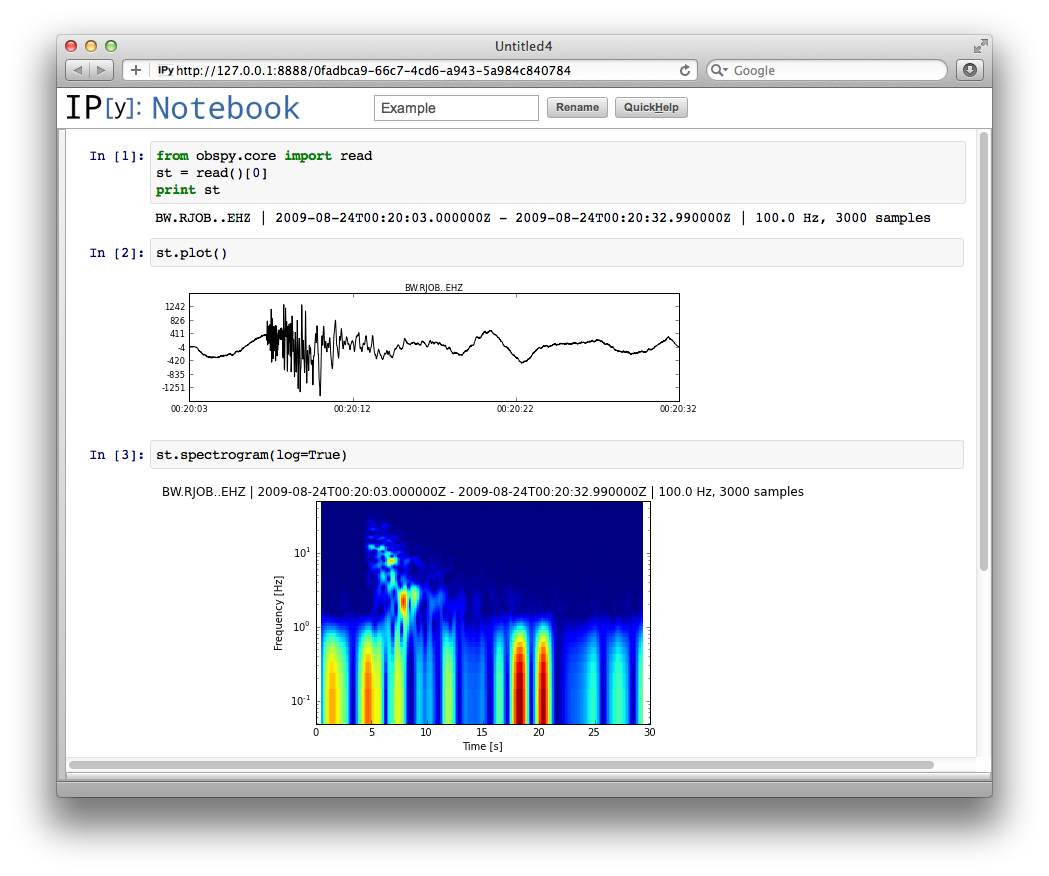 Untitled4
IPy http://127.0.0.1:8888/0fadbca9-66c7-4cd6-a943-5a984c840784
Google
IP[y]: Notebook
Example
Rename
QuickHelp
In [1]: from obspy.core import read
st = read()[0]
print st
BW.RJOB..EHZ | 2009-08-24T00:20:03.000000Z - 2009-08-24T00:20:32.990000Z | 100.0 Hz, 3000 samples
In [2]: st.plot()
BW.RJOB..EHZ
1242
826
411
-4
-420
-835
-1251
00:20:03 00:20:12 00:20:22 00:20:32
In [3]: st.spectrogram(log=True)
BW.RJOB..EHZ | 2009-08-24T00:20:03.000000Z - 2009-08-24T00:20:32.990000Z | 100.0 Hz, 3000 samples
Frequency [Hz]
10¹
10⁰
10⁻¹
0 5 10 15 20 25 30
Time [s]